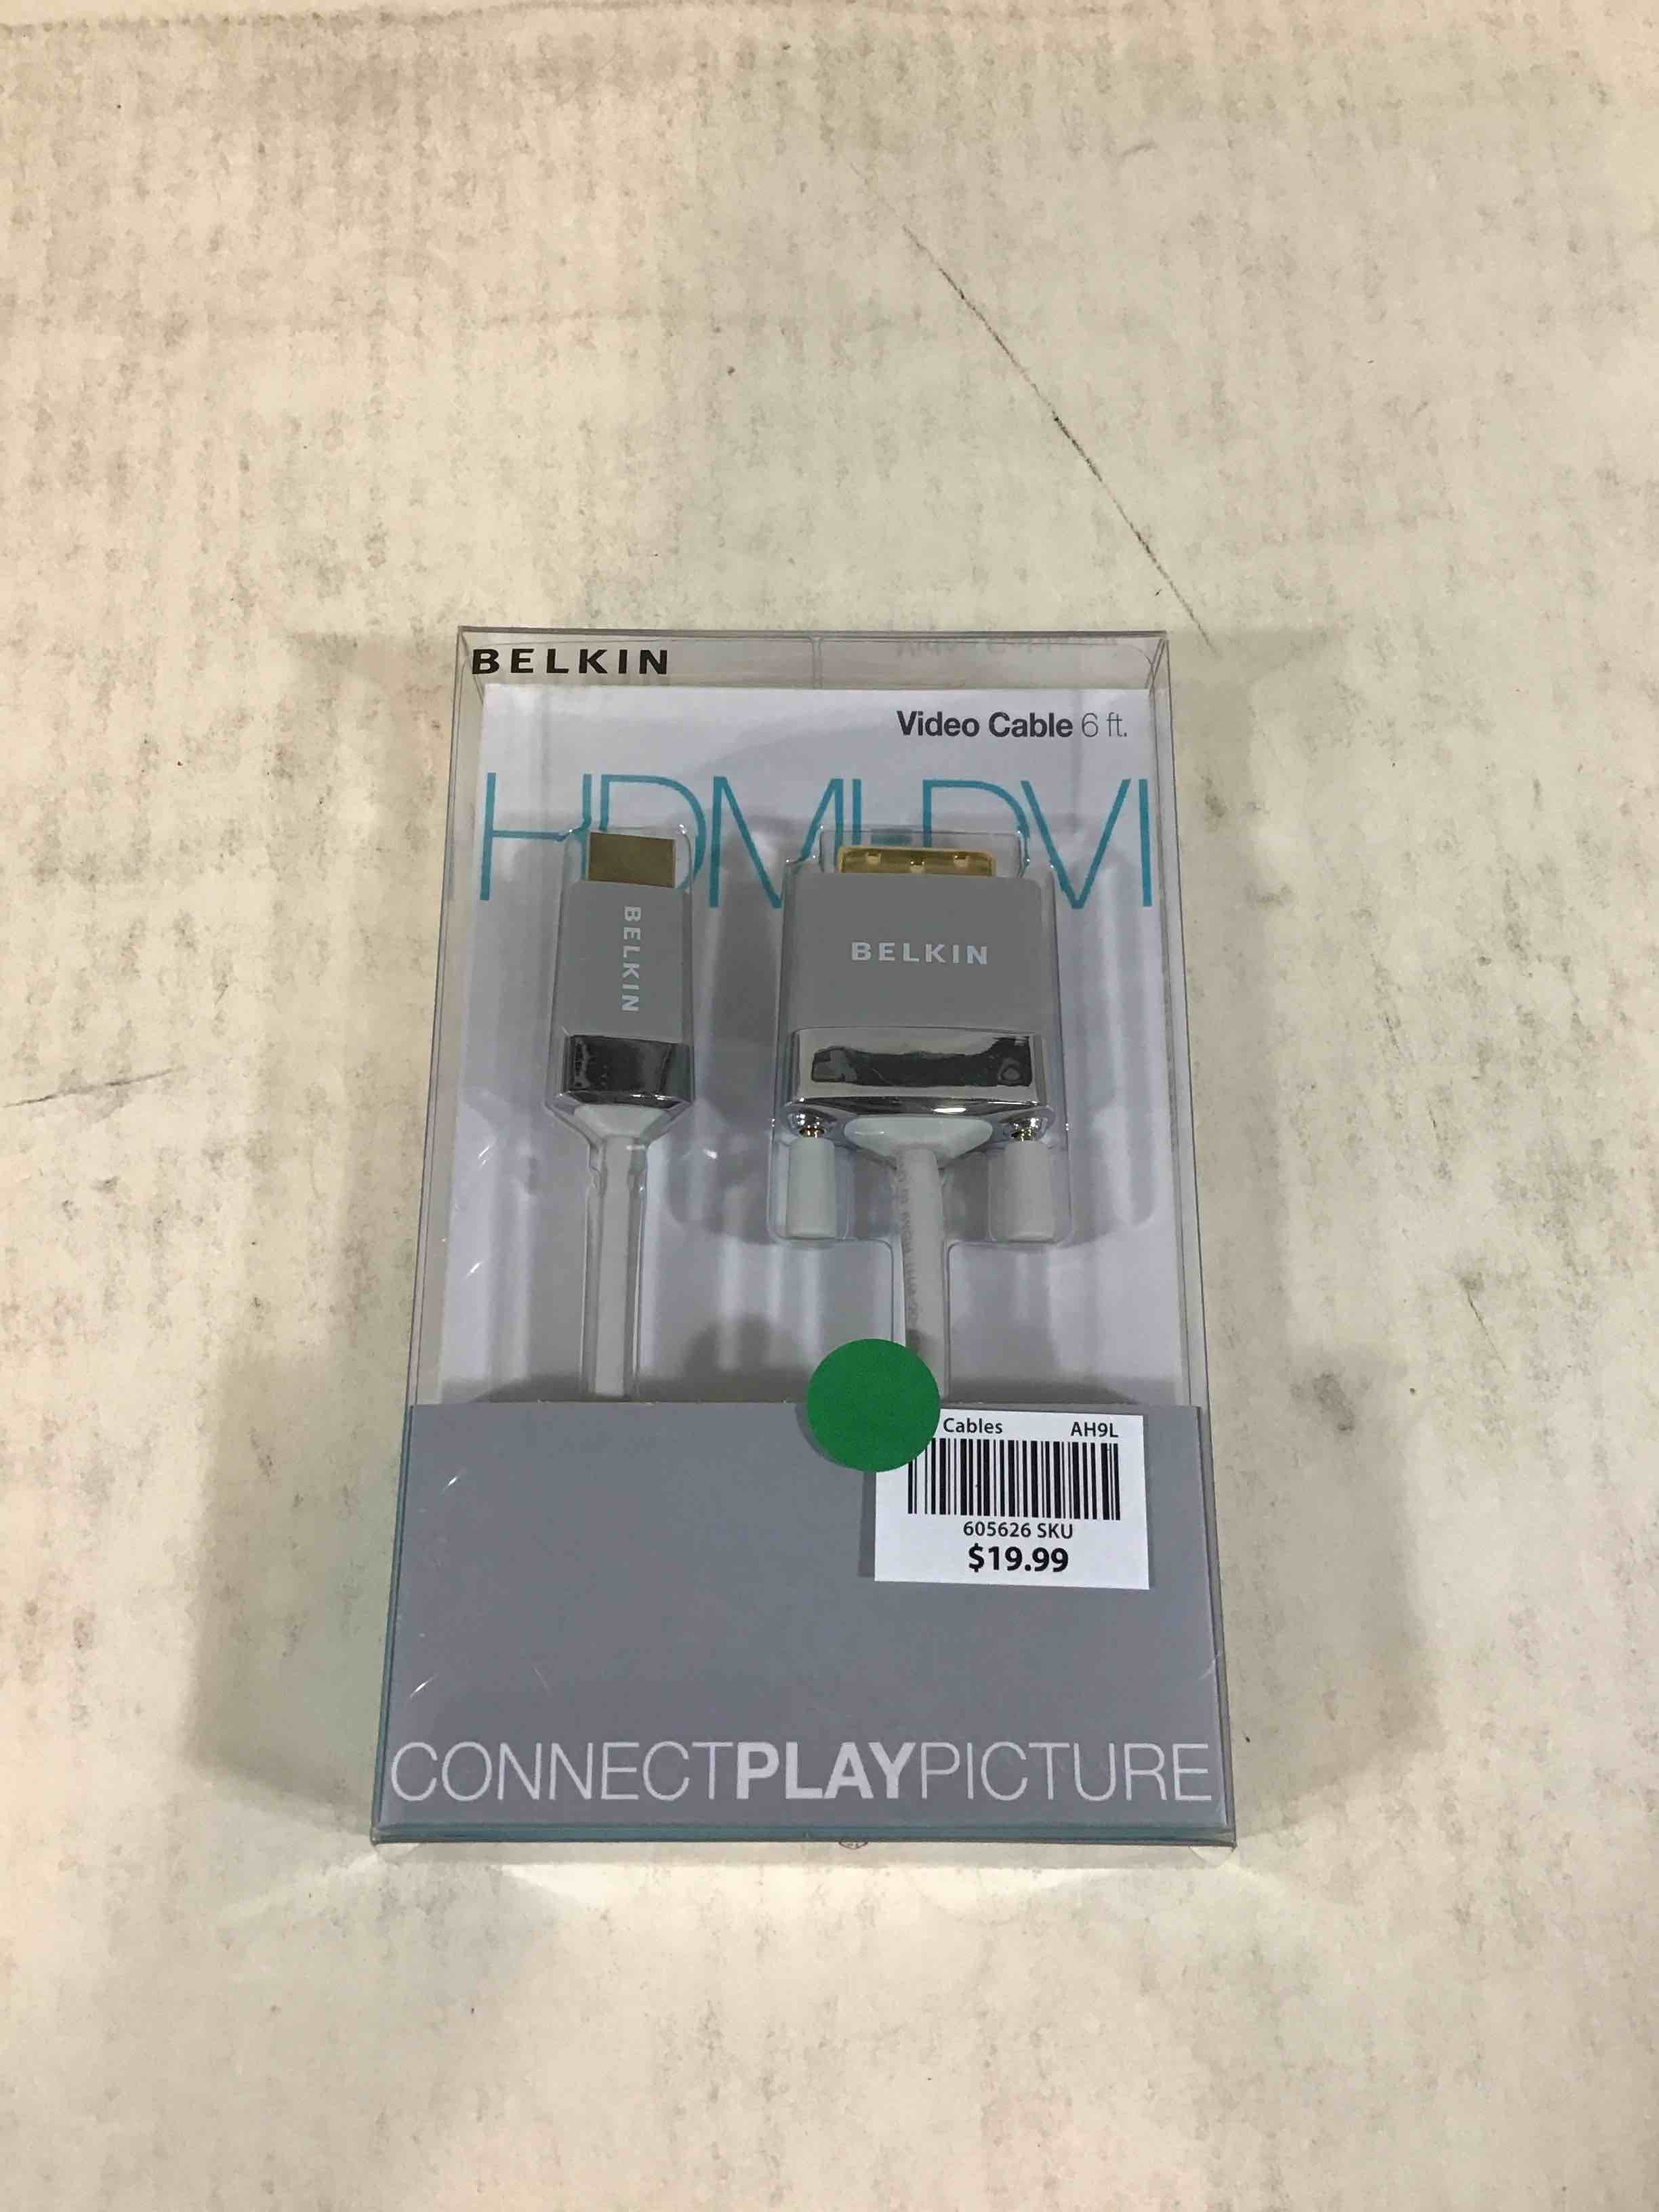 BELKIN
Video Cable 6 ft.
HDMI-DVI
BELKIN
BELKIN
Cables AH9L
605626 SKU
$19.99
CONNECTPLAYPICTURE